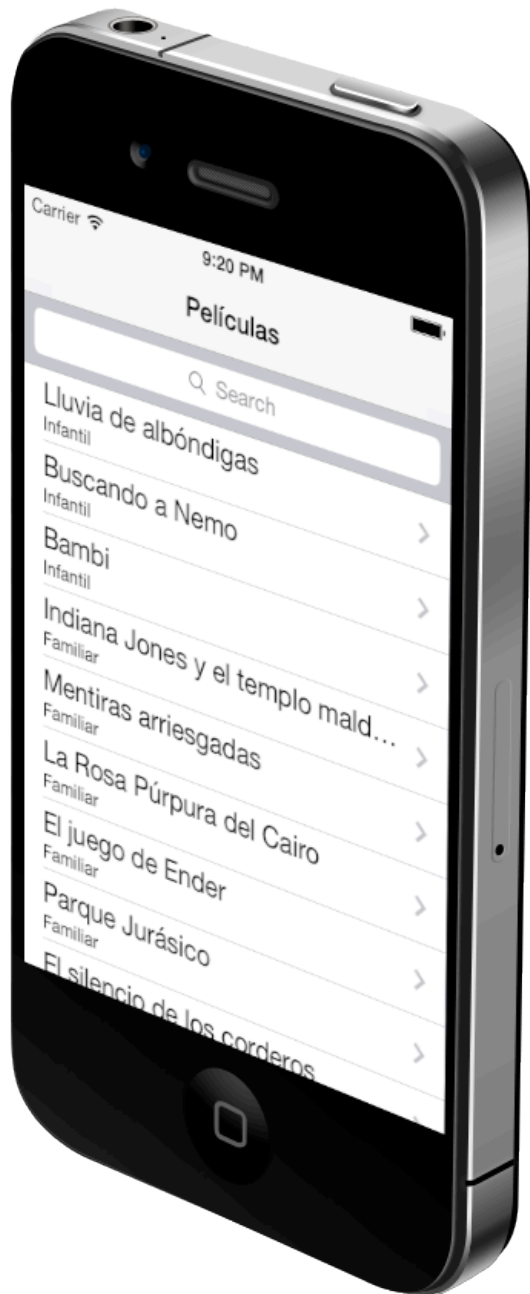 Carrier
9:20 PM
Películas
Search
Lluvia de albóndigas
Infantil
Buscando a Nemo
Infantil
Bambi
Infantil
Indiana Jones y el templo mald...
Familiar
Mentiras arriesgadas
Familiar
La Rosa Púrpura del Cairo
Familiar
El juego de Ender
Familiar
Parque Jurásico
Familiar
El silencio de los corderos